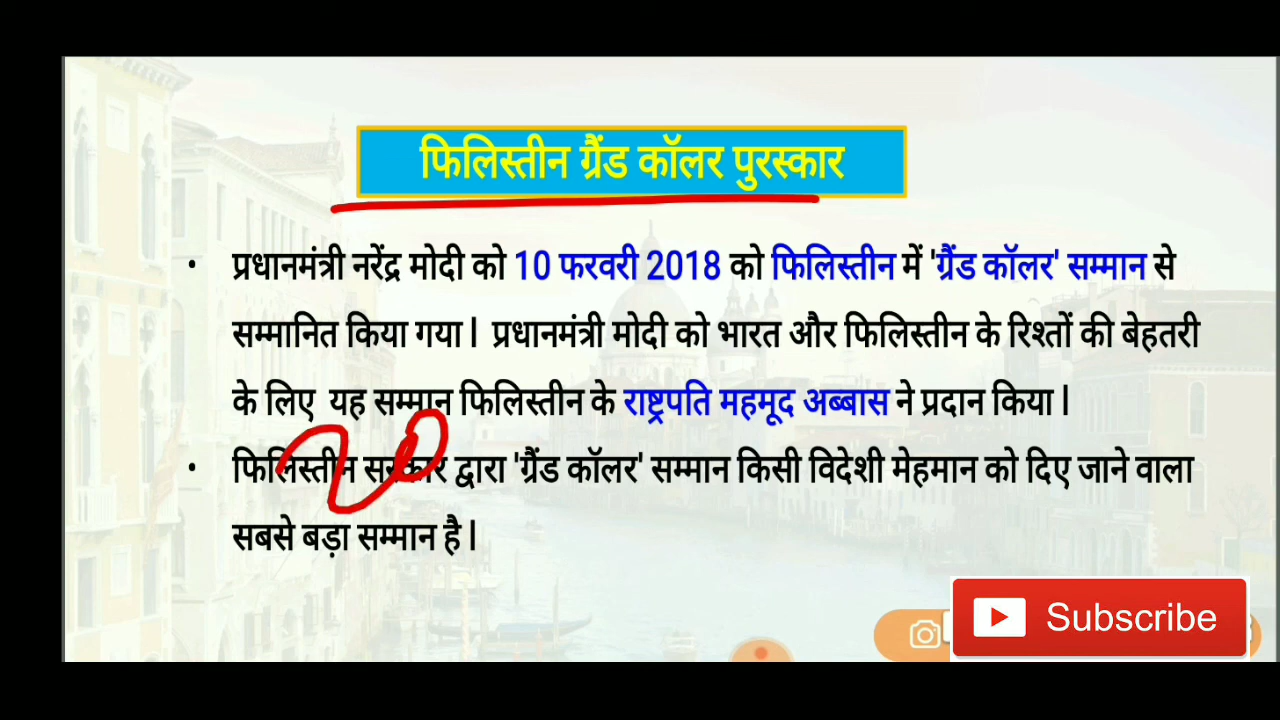 फिलिस्तीन ग्रैंड कॉलर पुरस्कार
• प्रधानमंत्री नरेंद्र मोदी को 10 फरवरी 2018 को फिलिस्तीन में 'ग्रैंड कॉलर' सम्मान से
सम्मानित किया गया। प्रधानमंत्री मोदी को भारत और फिलिस्तीन के रिश्तों की बेहतरी
के लिए यह सम्मान फिलिस्तीन के राष्ट्रपति महमूद अब्बास ने प्रदान किया।
• फिलिस्तीन सरकार द्वारा 'ग्रैंड कॉलर' सम्मान किसी विदेशी मेहमान को दिए जाने वाला
सबसे बड़ा सम्मान है।
Subscribe